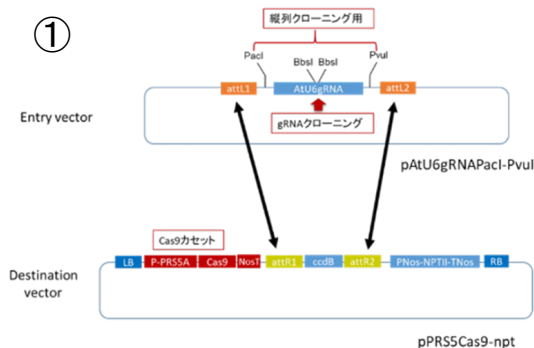 ①
縦列クローニング用
PacI
BbsI BbsI
PvuI
attL1
AtU6gRNA
attL2
Entry vector
gRNAクローニング
pAtU6gRNAPacI-PvuI
Cas9カセット
LB
P-PRS5A
Cas9
NosT
attR1
ccdB
attR2
PNos-NPTII-TNos
RB
Destination
vector
pPRS5Cas9-npt